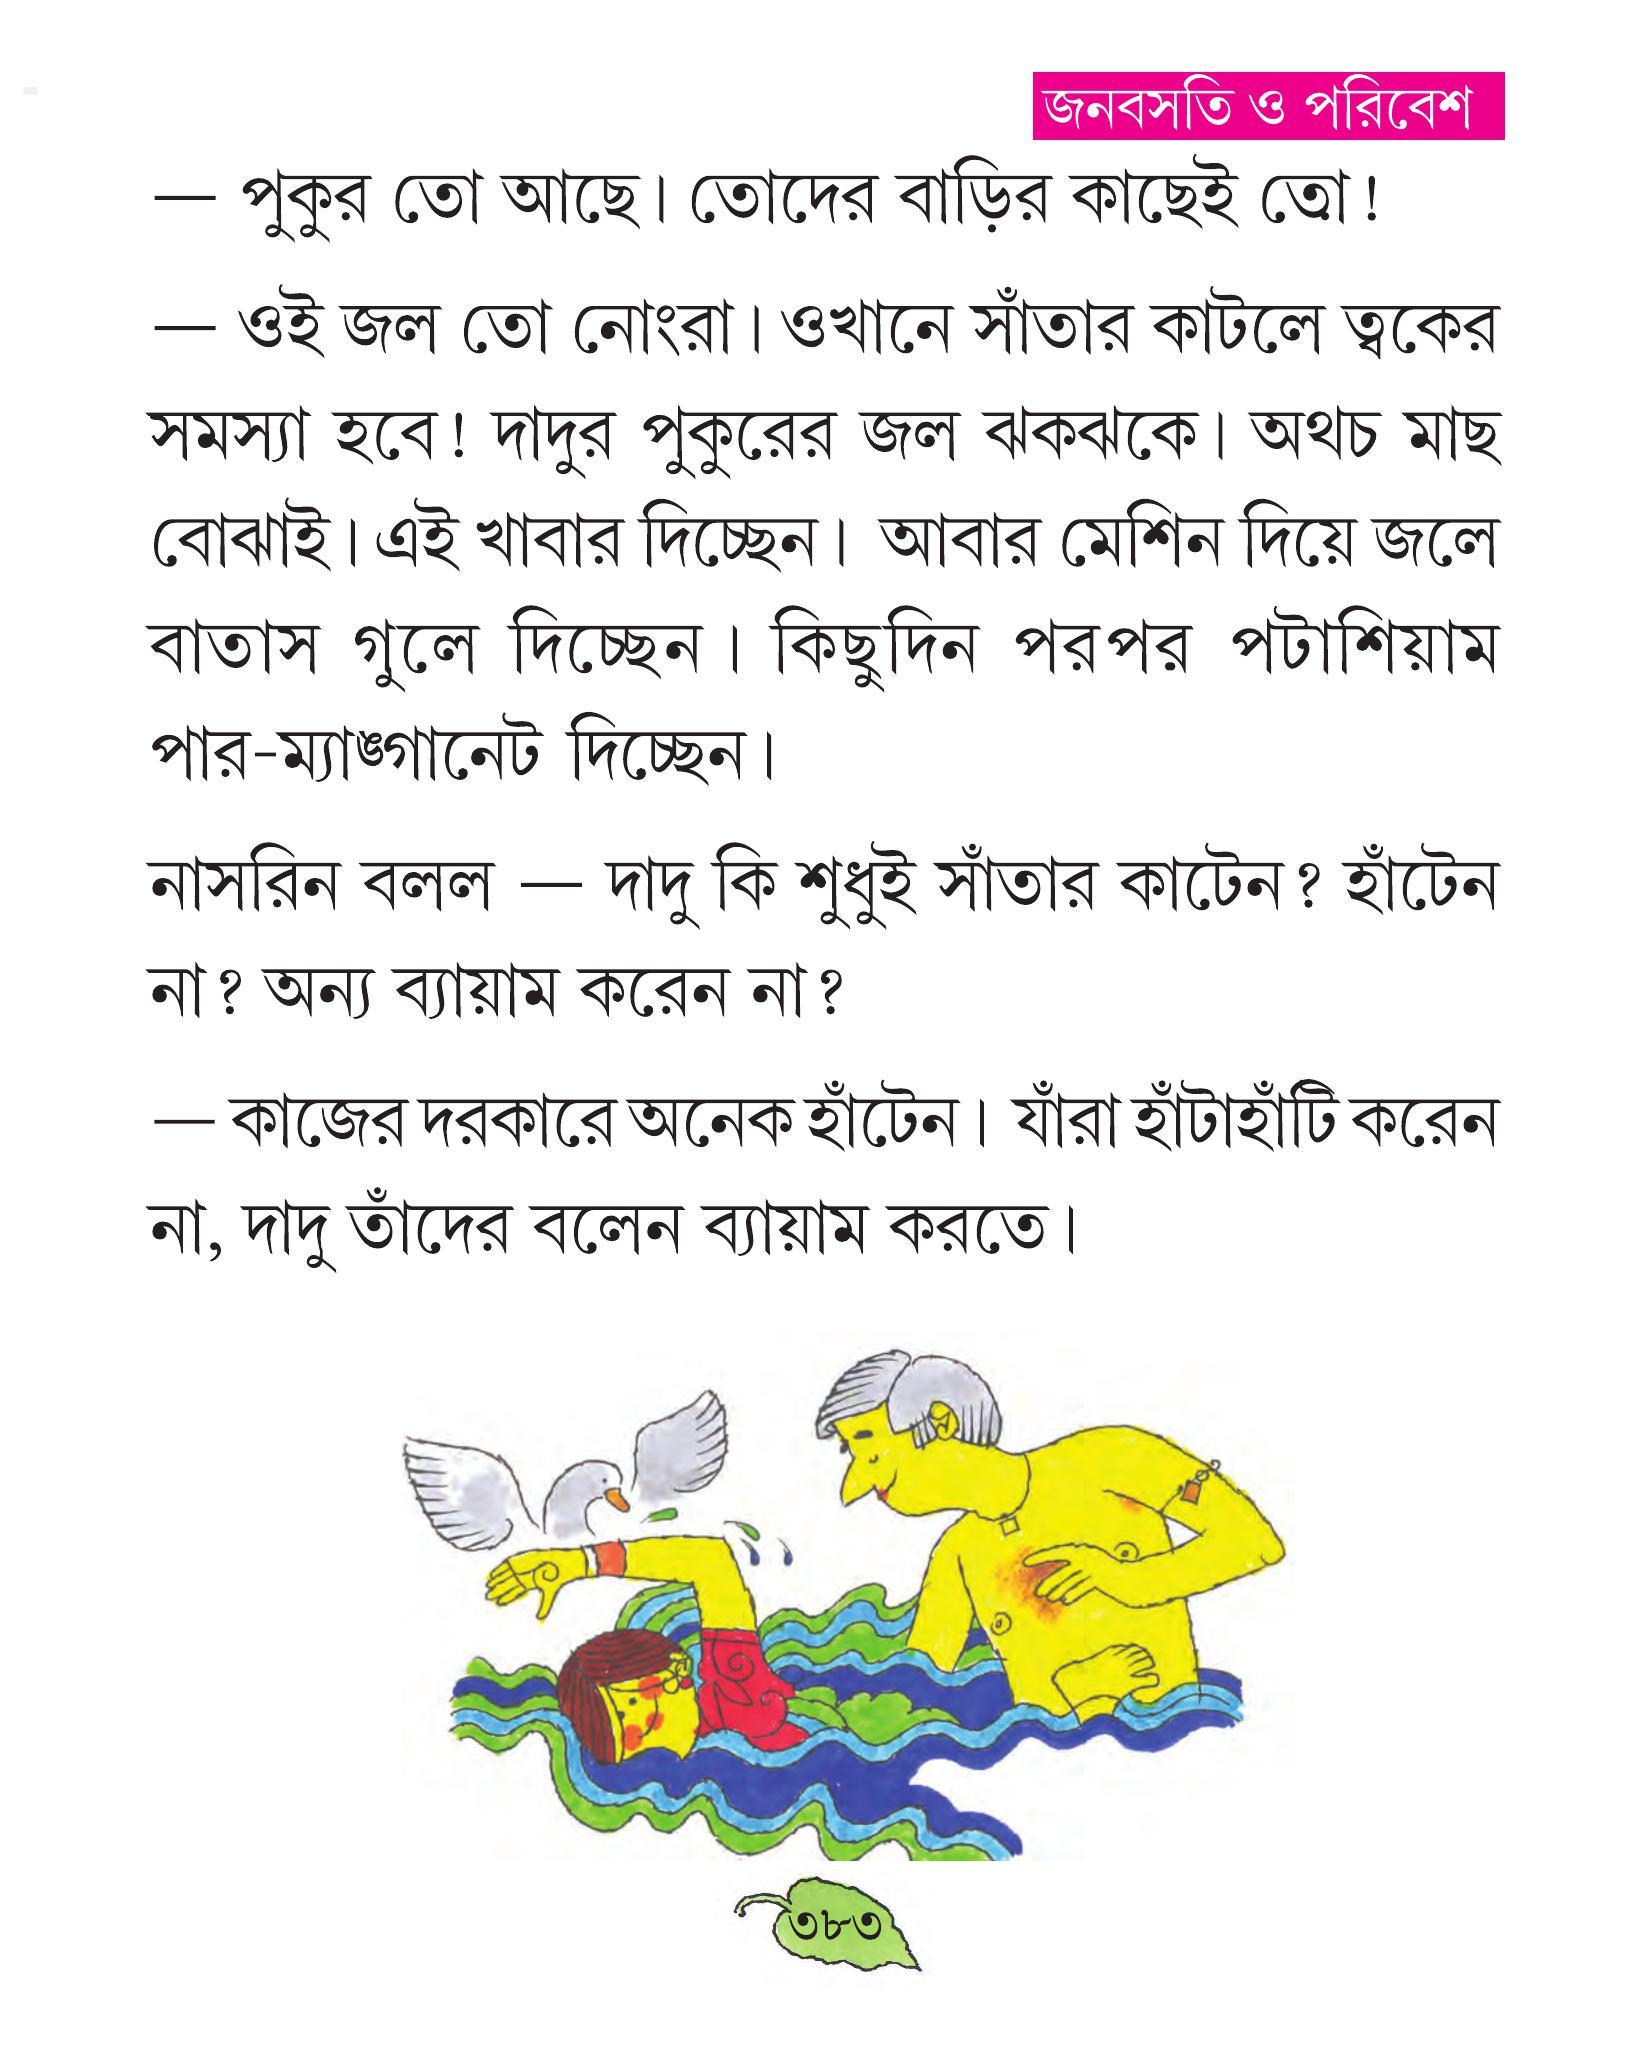 জনবসতি ও পরিবেশ
— পুকুর তো আছে। তোদের বাড়ির কাছেই তো!
— ওই জল তো নোংরা। ওখানে সাঁতার কাটলে ত্বকের
সমস্যা হবে! দাদুর পুকুরের জল ঝকঝকে। অথচ মাছ
বোঝাই। এই খাবার দিচ্ছেন। আবার মেশিন দিয়ে জলে
বাতাস গুলে দিচ্ছেন। কিছুদিন পরপর পটাশিয়াম
পার-ম্যাঙ্গানেট দিচ্ছেন।
নাসরিন বলল — দাদু কি শুধুই সাঁতার কাটেন? হাঁটেন
না? অন্য ব্যায়াম করেন না?
— কাজের দরকারে অনেক হাঁটেন। যাঁরা হাঁটাহাঁটি করেন
না, দাদু তাঁদের বলেন ব্যায়াম করতে।
৩৮৩